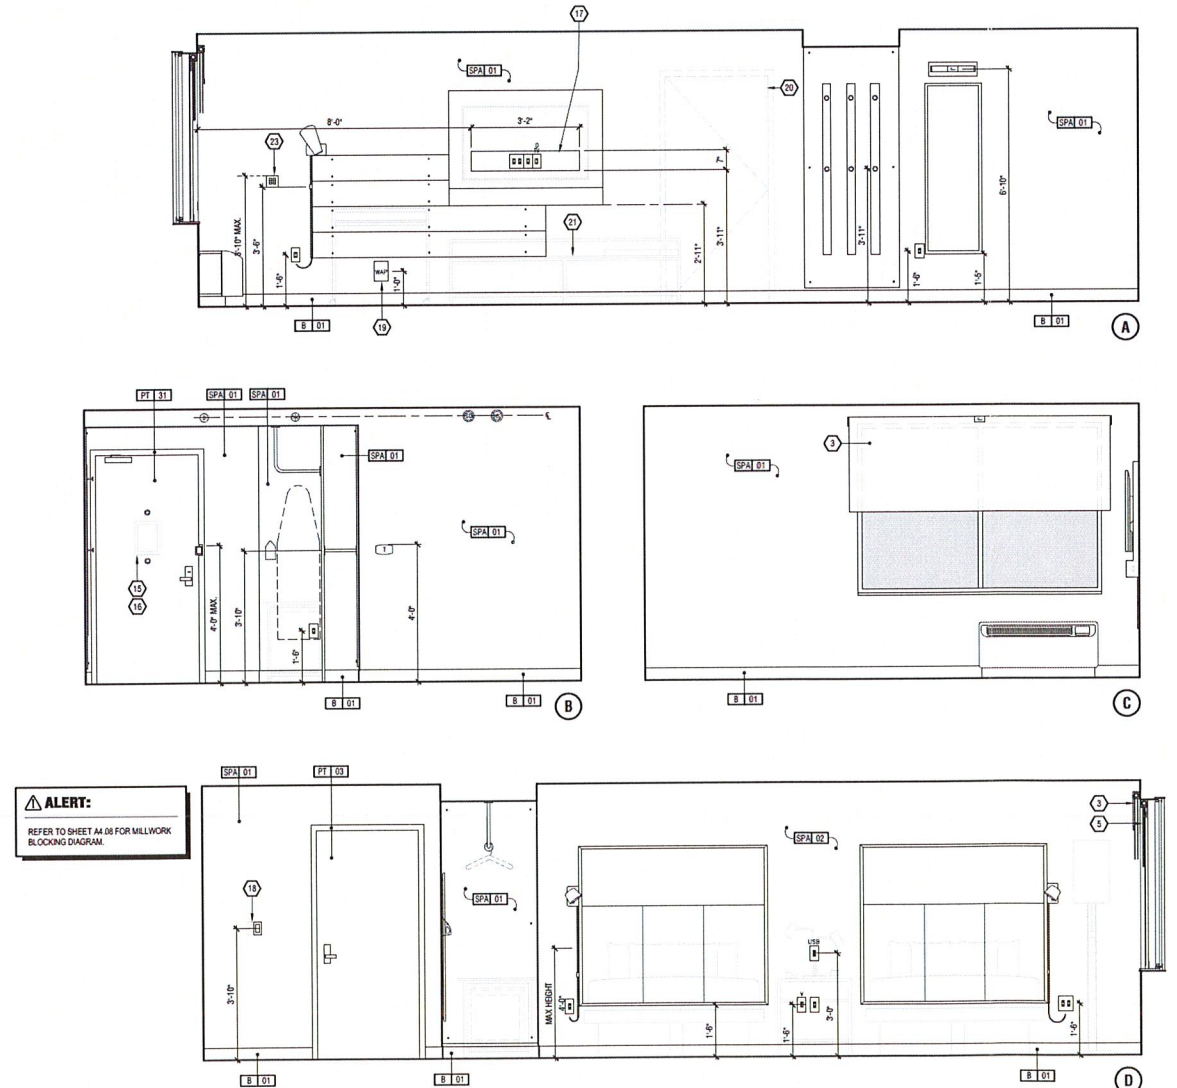 17
SPA 01
20
8'-0"
3'-2"
23
SPA 01
7"
6'-10"
3'-10" MAX.
3'-6"
21
3'-11"
2'-11"
3'-11"
1'-6"
WAP
1'-0"
1'-6"
1'-5"
B 01
19
B 01
A
PT 31
SPA 01
SPA 01
SPA 01
3
SPA 01
SPA 01
T
15
16
4'-0" MAX.
3'-10"
4'-0"
1'-6"
B 01
B 01
B
B 01
C
SPA 01
PT 03
ALERT:
REFER TO SHEET A4.08 FOR MILLWORK
BLOCKING DIAGRAM.
3
5
SPA 02
18
SPA 01
USB
3'-10"
MAX HEIGHT
4'-0"
1'-6"
1'-6"
3'-0"
1'-6"
B 01
B 01
B 01
D